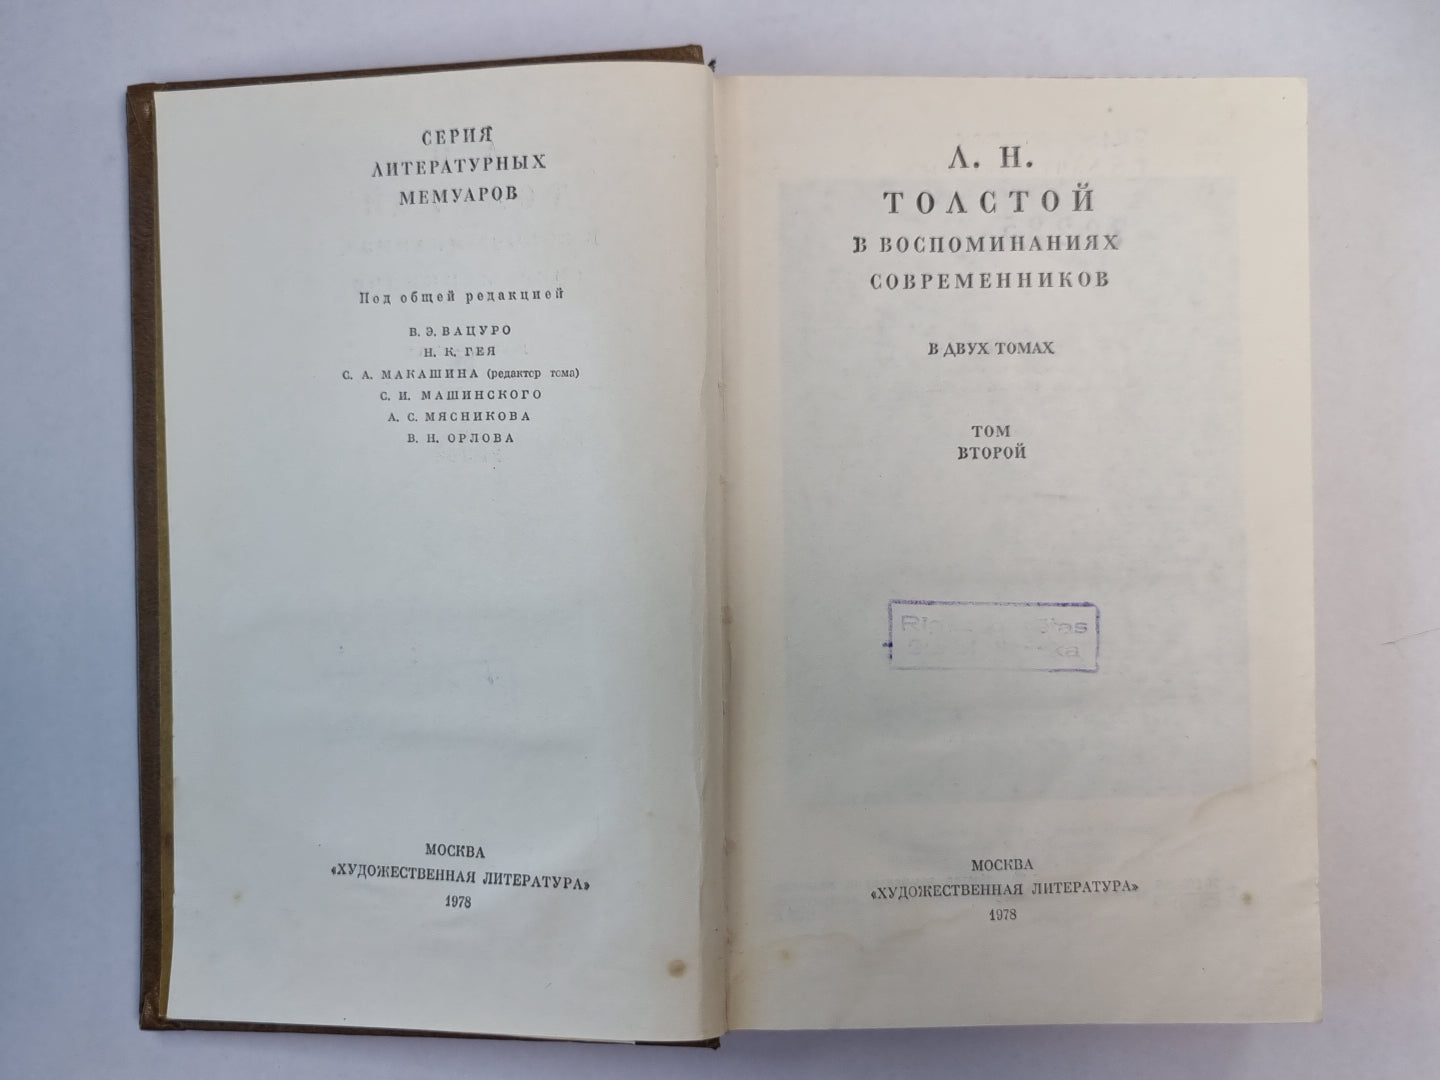 СЕРИЯ
ЛИТЕРАТУРНЫХ
МЕМУАРОВ
Под общей редакцией
В. Э. ВАЦУРО
Н. К. ГЕЯ
С. А. МАКАШИНА (редактор тома)
С. И. МАШИНСКОГО
А. С. МЯСНИКОВА
В. Н. ОРЛОВА
МОСКВА
«ХУДОЖЕСТВЕННАЯ ЛИТЕРАТУРА»
1978
Л. Н.
ТОЛСТОЙ
В ВОСПОМИНАНИЯХ
СОВРЕМЕННИКОВ
В ДВУХ ТОМАХ
ТОМ
ВТОРОЙ
МОСКВА
«ХУДОЖЕСТВЕННАЯ ЛИТЕРАТУРА»
1978